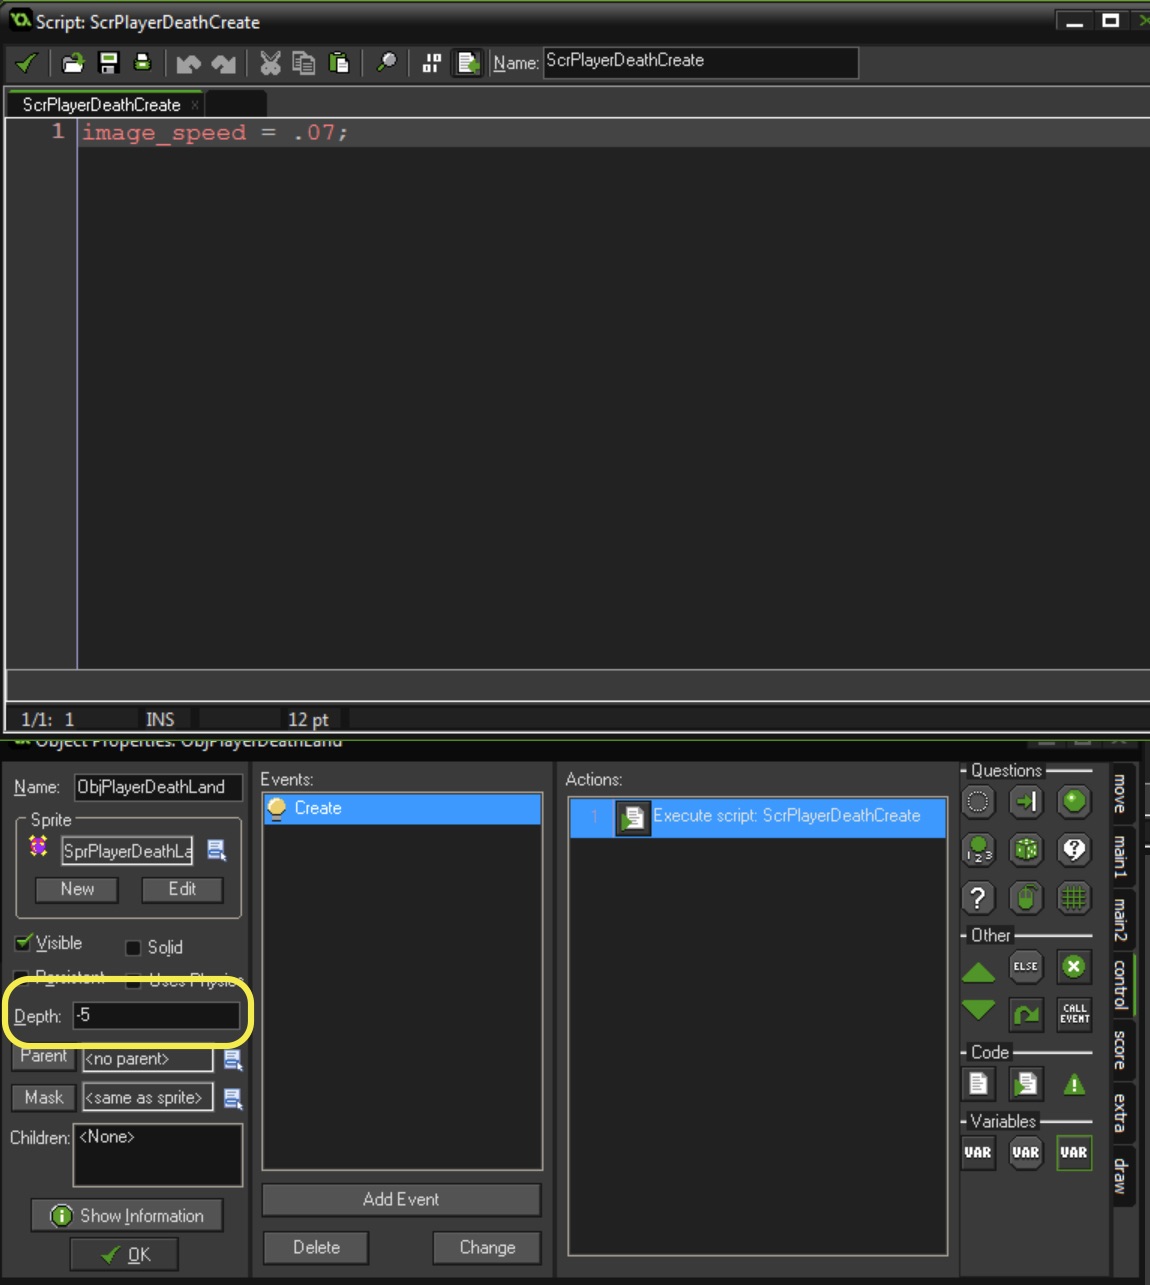 Script: ScrPlayerDeathCreate
Name: ScrPlayerDeathCreate
ScrPlayerDeathCreate x
1 image_speed = .07;
1/1: 1 INS 12 pt
Object Properties: ObjPlayerDeathLand
Name: ObjPlayerDeathLand
Sprite
SprPlayerDeathLa
New Edit
Visible Solid
Persistent Uses Physics
Depth: -5
Parent <no parent>
Mask <same as sprite>
Children: <None>
Show Information
OK
Events:
Create
Add Event
Delete Change
Actions:
1 Execute script: ScrPlayerDeathCreate
Questions
1 2 3
?
?
Other
ELSE
CALL
EVENT
Code
Variables
VAR VAR VAR
move
main1
main2
control
score
extra
draw